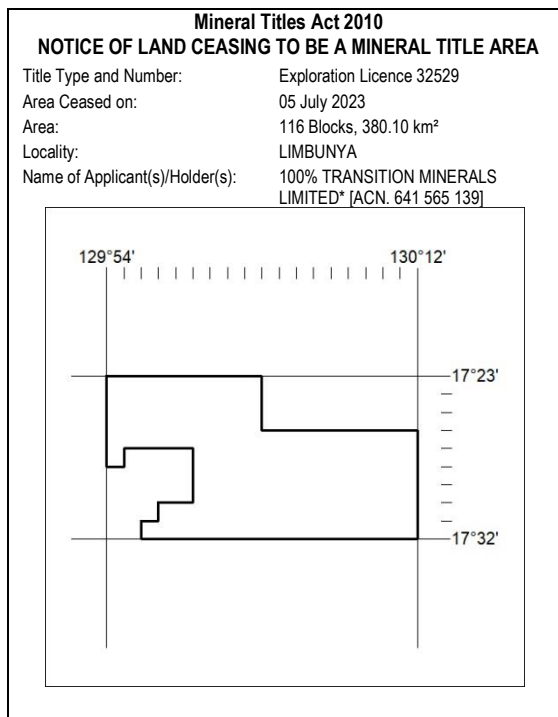 Mineral Titles Act 2010
NOTICE OF LAND CEASING TO BE A MINERAL TITLE AREA
Title Type and Number: Exploration Licence 32529
Area Ceased on: 05 July 2023
Area: 116 Blocks, 380.10 km²
Locality: LIMBUNYA
Name of Applicant(s)/Holder(s): 100% TRANSITION MINERALS
LIMITED* [ACN. 641 565 139]
129°54' 130°12'
17°23'
17°32'